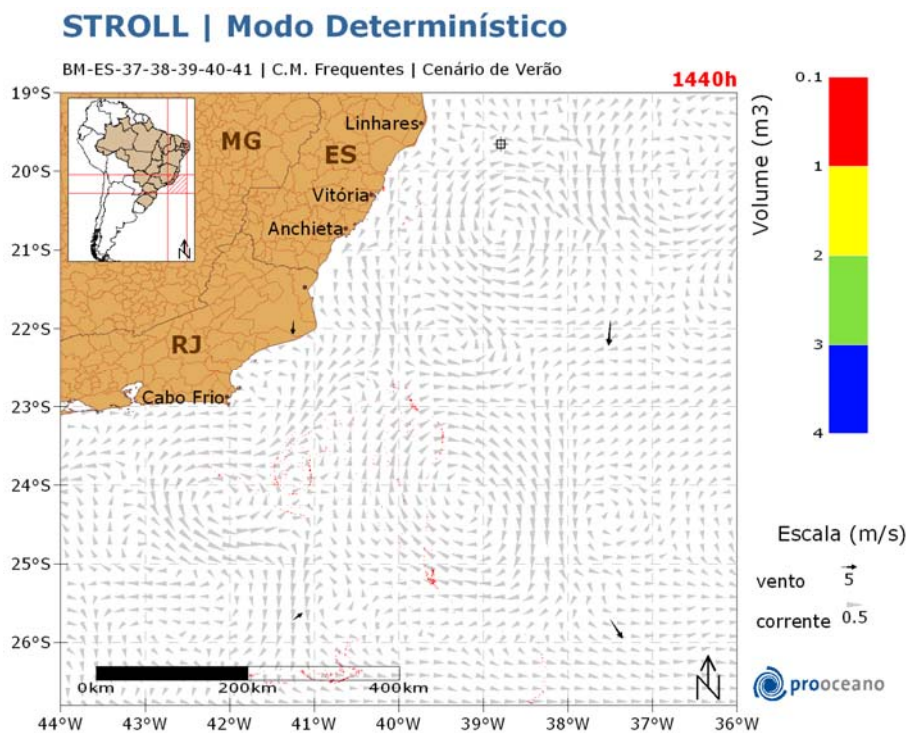 STROLL | Modo Determinístico
BM-ES-37-38-39-40-41 | C.M. Frequentes | Cenário de Verão
1440h
19°S
20°S
21°S
22°S
23°S
24°S
25°S
26°S
44°W
43°W
42°W
41°W
40°W
39°W
38°W
37°W
36°W
N
MG
ES
RJ
Linhares
Vitória
Anchieta
Cabo Frio
0km
200km
400km
N
Volume (m3)
0.1
1
2
3
4
Escala (m/s)
vento 5
corrente 0.5
prooceano